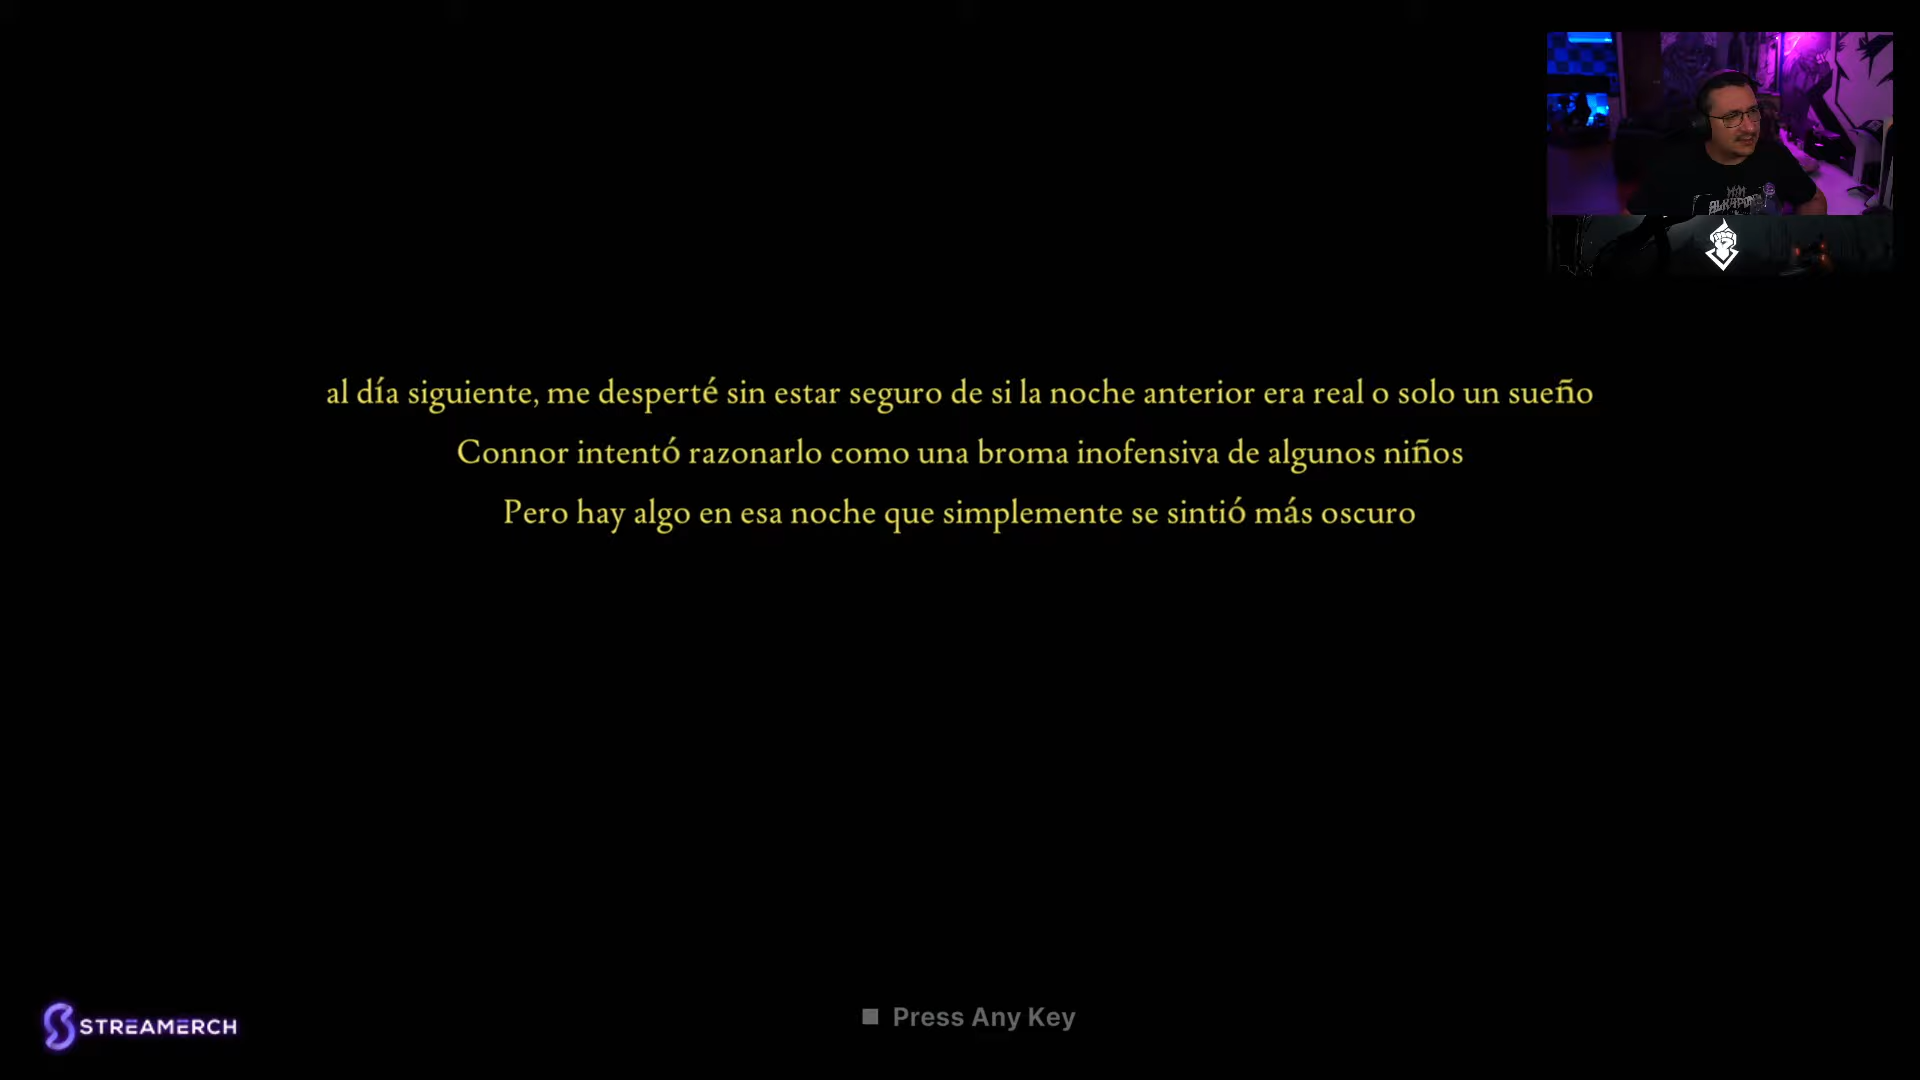 al día siguiente, me desperté sin estar seguro de si la noche anterior era real o solo un sueño
Connor intentó razonarlo como una broma inofensiva de algunos niños
Pero hay algo en esa noche que simplemente se sintió más oscuro
Press Any Key
STREAMERCH